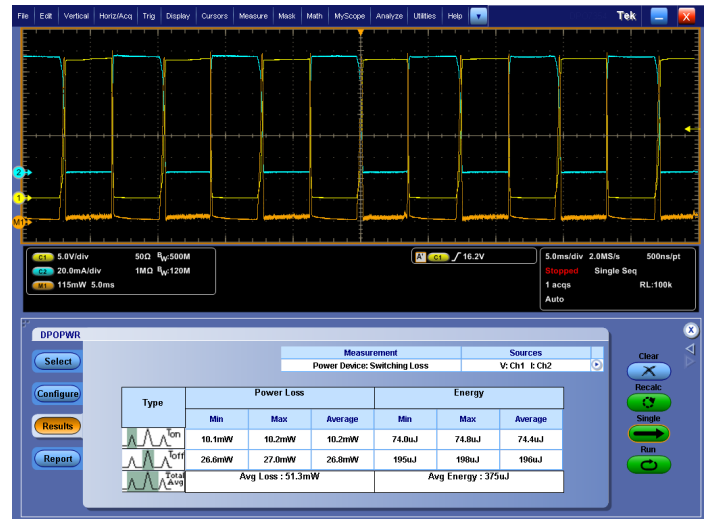 File Edit Vertical Horiz/Acq Trig Display Cursors Measure Mask Math MyScope Analyze Utilities Help Tek X
2
1
M1
C1 5.0V/div 50Ω BW:500M
C2 20.0mA/div 1MΩ BW:120M
M1 115mW 5.0ms
A' C1 16.2V
5.0ms/div 2.0MS/s 500ns/pt
Stopped Single Seq
1 acqs RL:100k
Auto
DPOPWR
X
Select
Configure
Results
Report
Measurement Sources
Power Device: Switching Loss V: Ch1 I: Ch2
Type Power Loss Energy
Min Max Average Min Max Average
Ton 10.1mW 10.2mW 10.2mW 74.0uJ 74.8uJ 74.4uJ
Toff 26.6mW 27.0mW 26.8mW 195uJ 198uJ 196uJ
Total Avg Avg Loss : 51.3mW Avg Energy : 375uJ
Clear
Recalc
Single
Run